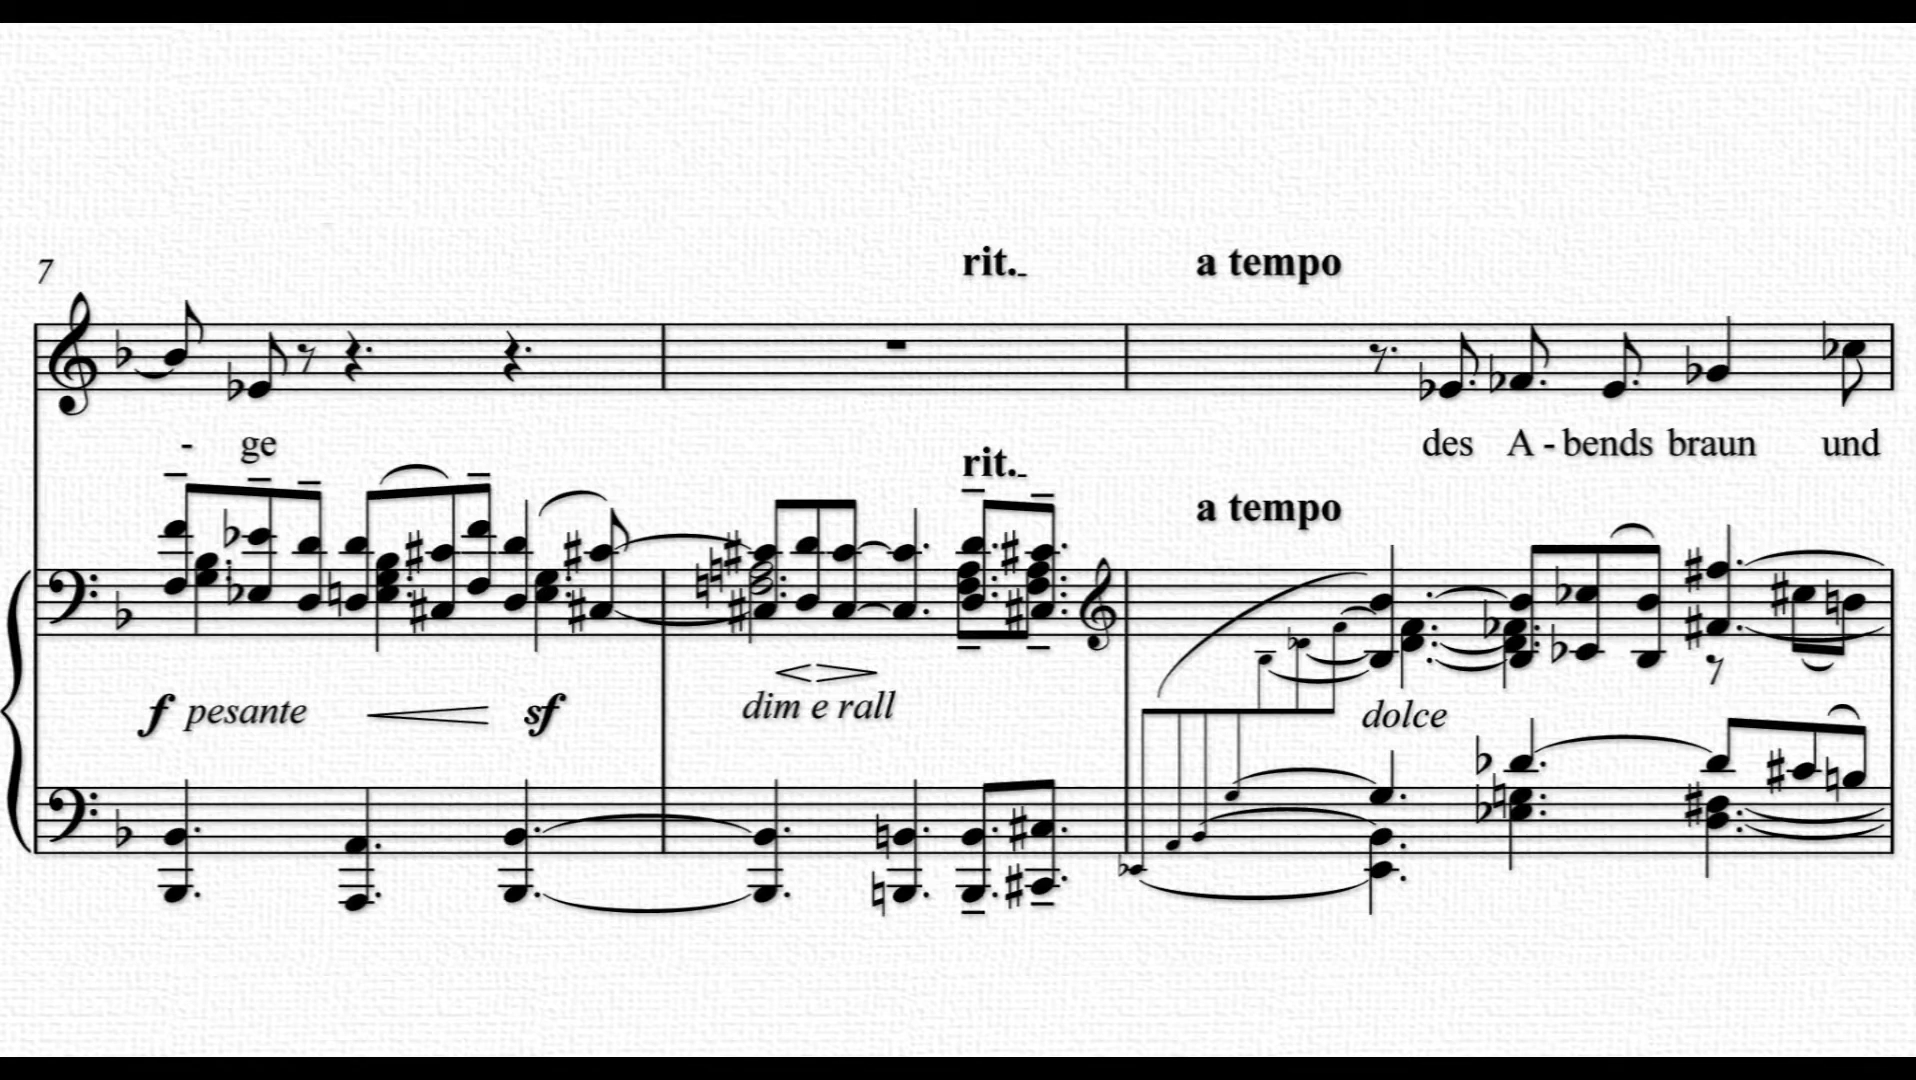 7
rit.
a tempo
- ge
des A - bends braun und
rit.
a tempo
f pesante
sf
dim e rall
dolce